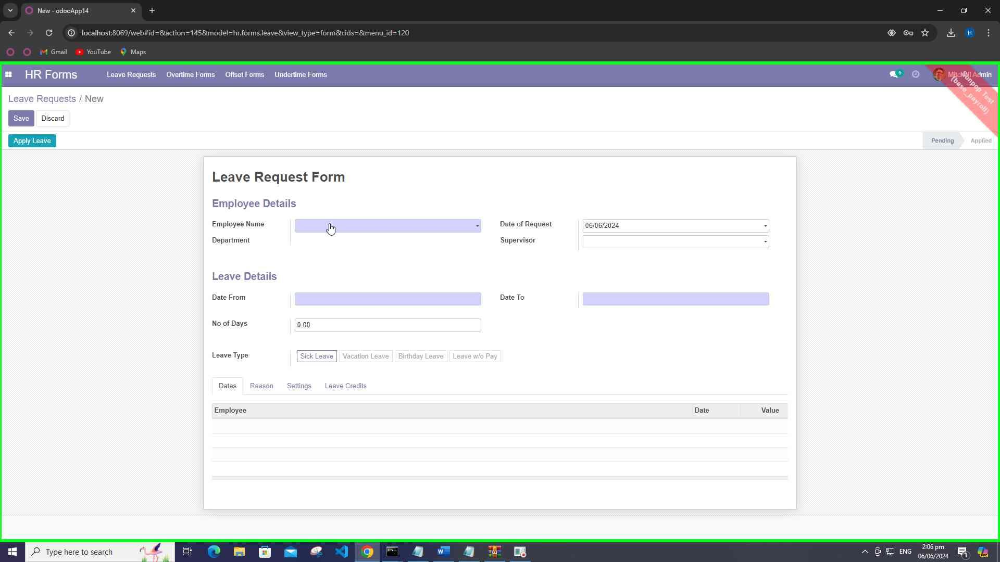 New - odooApp14
localhost:8069/web#id=&action=145&model=hr.forms.leave&view_type=form&cids=&menu_id=120
H
Gmail YouTube Maps
HR Forms Leave Requests Overtime Forms Offset Forms Undertime Forms 5 Mitchell Admin
Sunpop Test
(base_payroll)
Leave Requests / New
Save Discard
Apply Leave Pending Applied
Leave Request Form
Employee Details
Employee Name Date of Request 06/06/2024
Department Supervisor
Leave Details
Date From Date To
No of Days 0.00
Leave Type Sick Leave Vacation Leave Birthday Leave Leave w/o Pay
Dates Reason Settings Leave Credits
Employee Date Value
Type here to search ENG 2:06 pm
06/06/2024 1